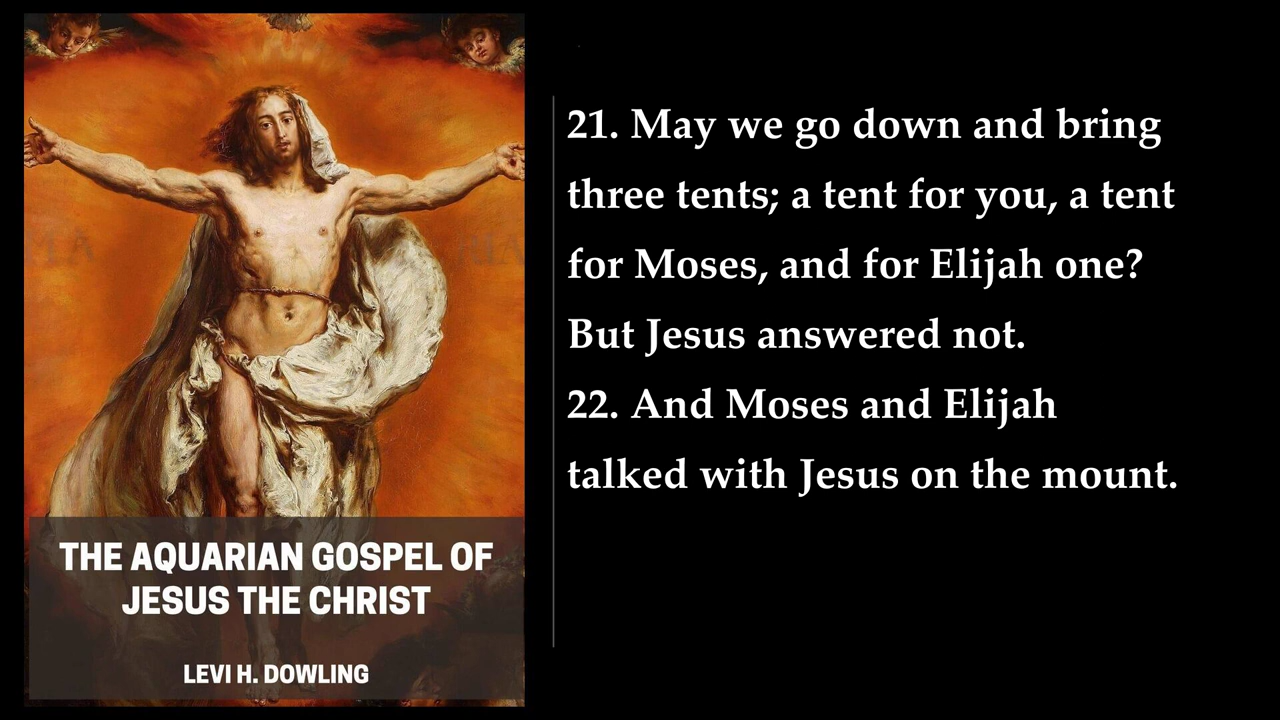 THE AQUARIAN GOSPEL OF
JESUS THE CHRIST
LEVI H. DOWLING
21. May we go down and bring
three tents; a tent for you, a tent
for Moses, and for Elijah one?
But Jesus answered not.
22. And Moses and Elijah
talked with Jesus on the mount.